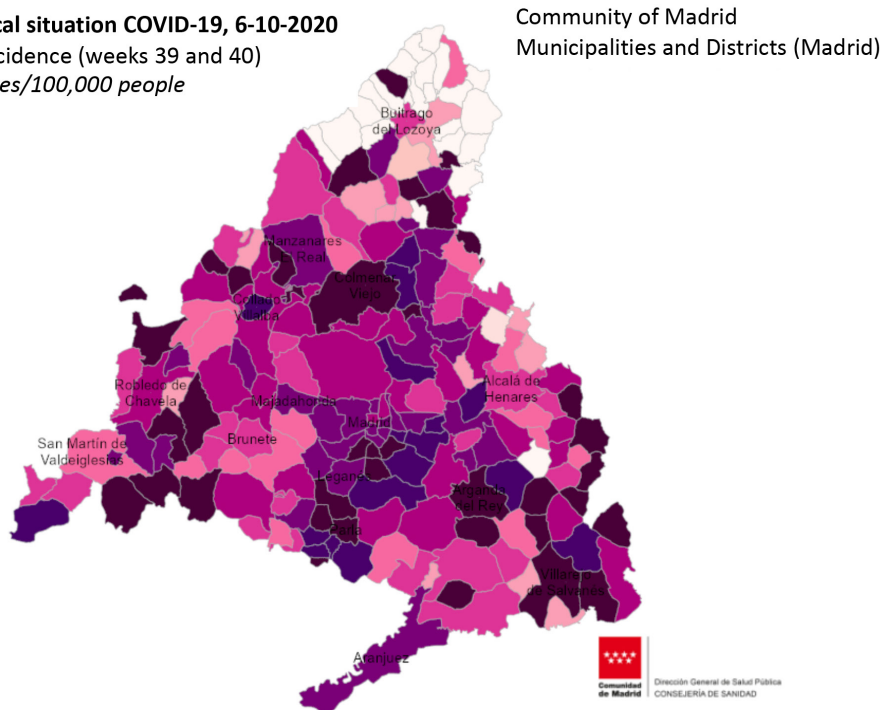 cal situation COVID-19, 6-10-2020
cidence (weeks 39 and 40)
es/100,000 people
Community of Madrid
Municipalities and Districts (Madrid)
Buitrago
del Lozoya
Manzanares
El Real
Colmenar
Viejo
Collado
Villalba
Robledo de
Chavela
Majadahonda
Alcalá de
Henares
Madrid
San Martín de
Valdeiglesias
Brunete
Leganés
Arganda
del Rey
Parla
Villarejo
de Salvanés
Aranjuez
Comunidad
de Madrid
Dirección General de Salud Pública
CONSEJERÍA DE SANIDAD